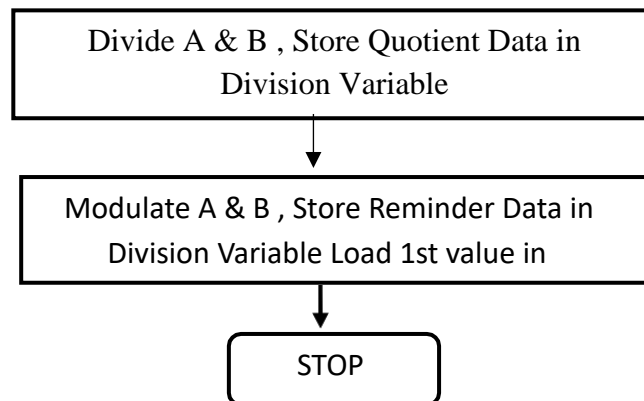 Divide A & B , Store Quotient Data in
Division Variable
Modulate A & B , Store Reminder Data in
Division Variable Load 1st value in
STOP